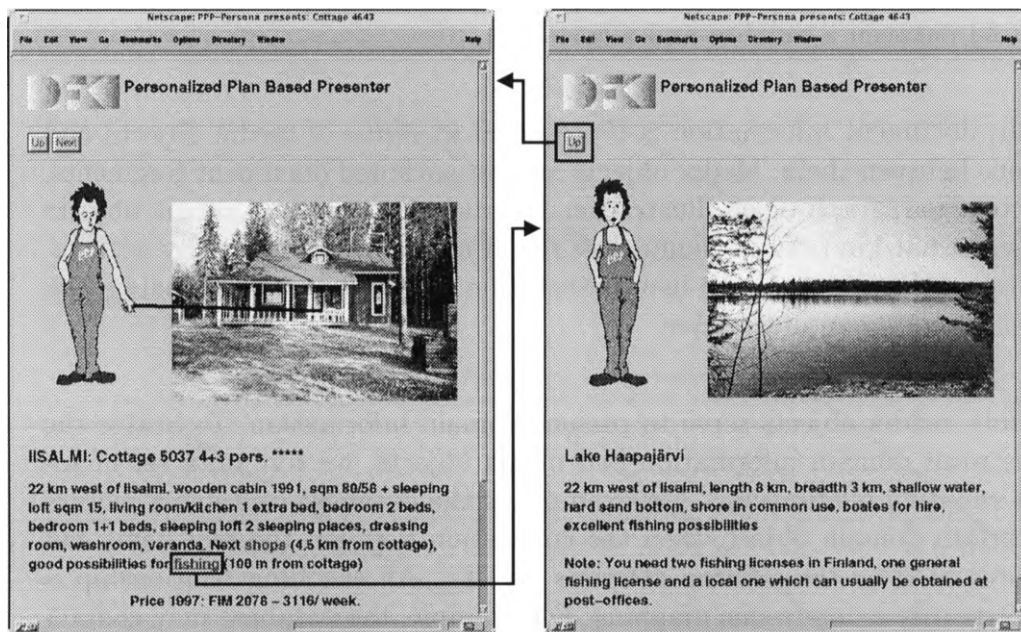 Netscape: PPP-Persona presents: Cottage 4643
File Edit View Go Bookmarks Options Directory Window Help
DFKI Personalized Plan Based Presenter
Up Next
PPP
IISALMI: Cottage 5037 4+3 pers. *****
22 km west of Iisalmi, wooden cabin 1991, sqm 80/56 + sleeping
loft sqm 15, living room/kitchen 1 extra bed, bedroom 2 beds,
bedroom 1+1 beds, sleeping loft 2 sleeping places, dressing
room, washroom, veranda. Next shops (4,5 km from cottage),
good possibilities for fishing (100 m from cottage)
Price 1997: FIM 2076 – 3116/ week.
Netscape: PPP-Persona presents: Cottage 4643
File Edit View Go Bookmarks Options Directory Window Help
DFKI Personalized Plan Based Presenter
Up
PPP
Lake Haapajärvi
22 km west of Iisalmi, length 8 km, breadth 3 km, shallow water,
hard sand bottom, shore in common use, boates for hire,
excellent fishing possibilities
Note: You need two fishing licenses in Finland, one general
fishing license and a local one which can usually be obtained at
post–offices.